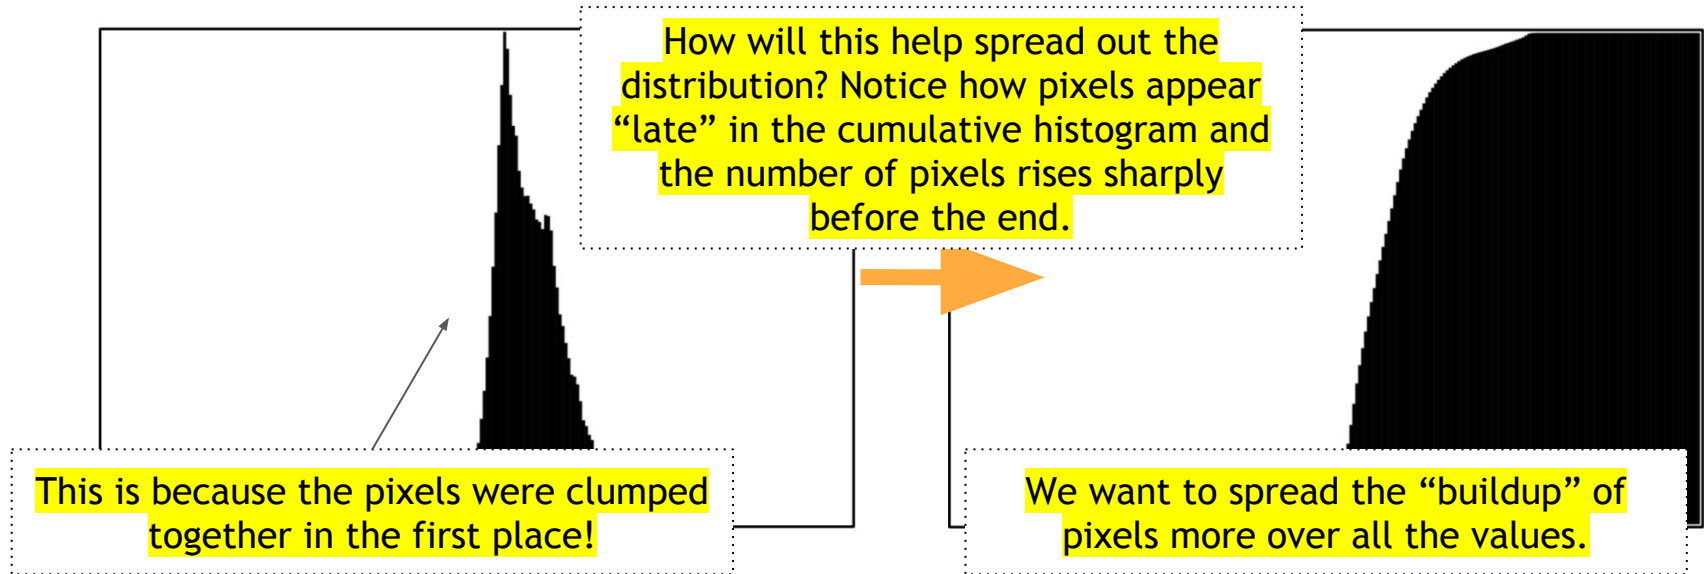 How will this help spread out the
distribution? Notice how pixels appear
“late” in the cumulative histogram and
the number of pixels rises sharply
before the end.
This is because the pixels were clumped
together in the first place!
We want to spread the “buildup” of
pixels more over all the values.